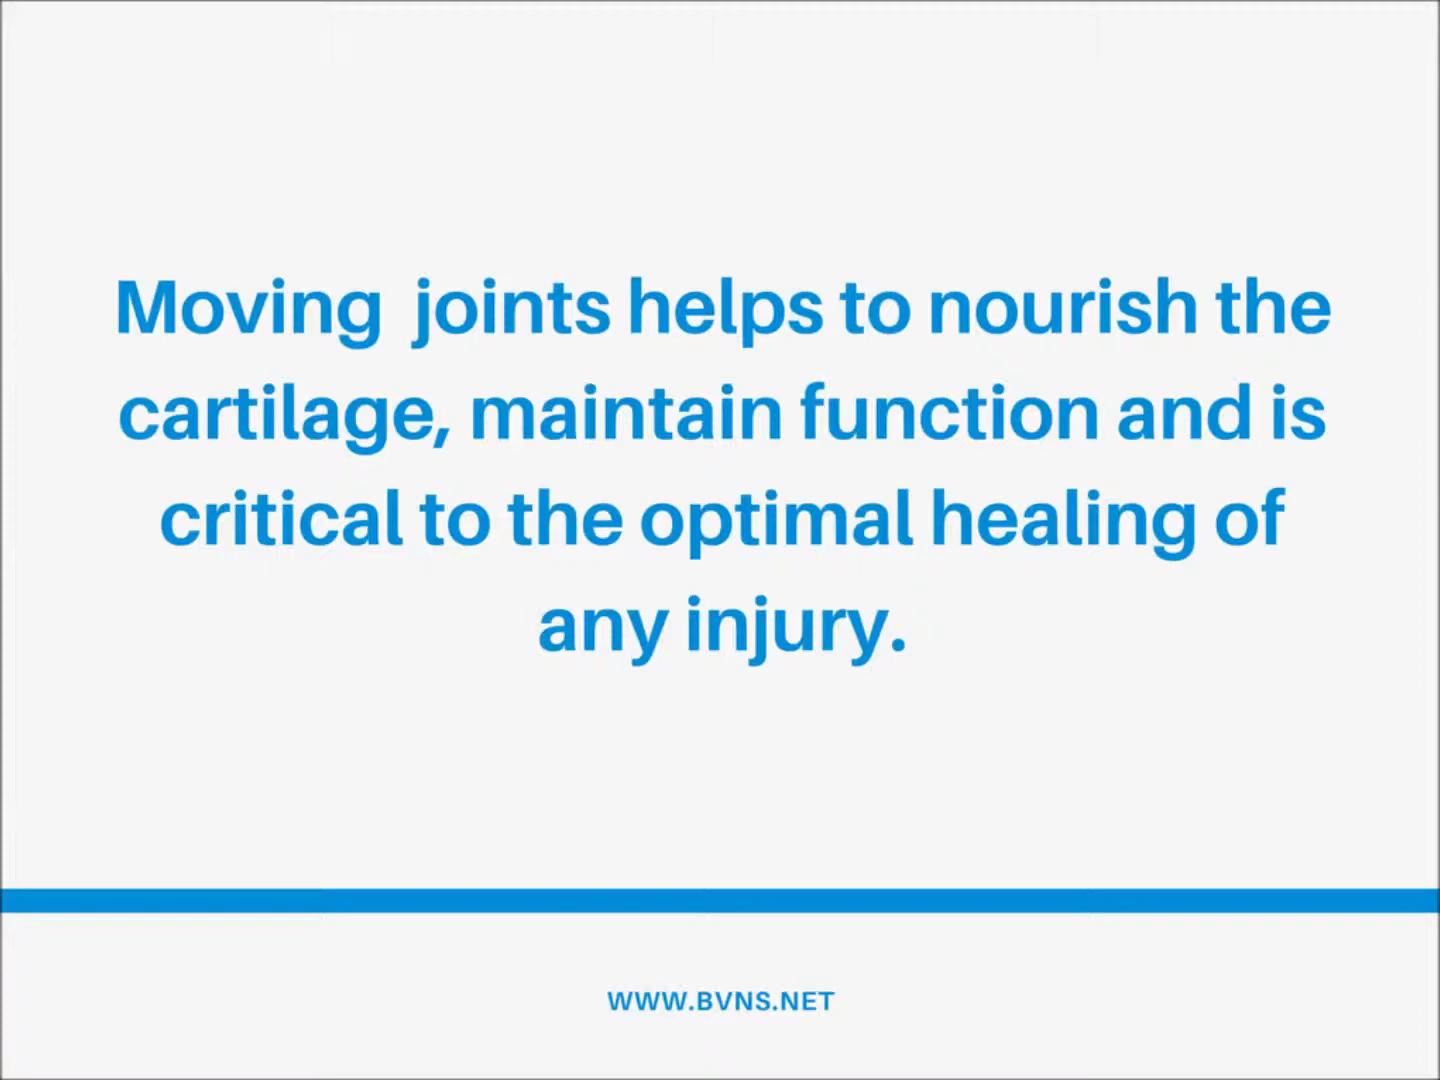 Moving  joints helps to nourish the
cartilage, maintain function and is
critical to the optimal healing of
any injury.
WWW.BVNS.NET